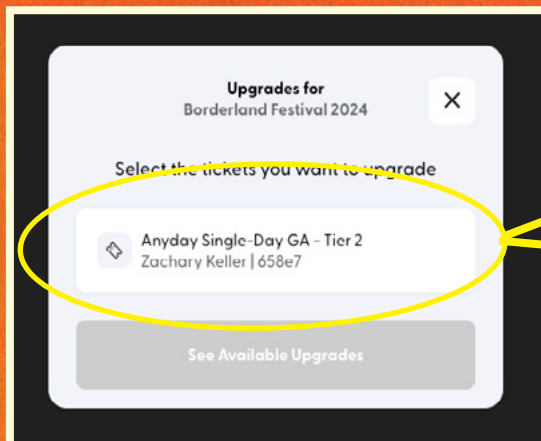 Upgrades for
Borderland Festival 2024
Select the tickets you want to upgrade
Anyday Single-Day GA - Tier 2
Zachary Keller | 658e7
See Available Upgrades